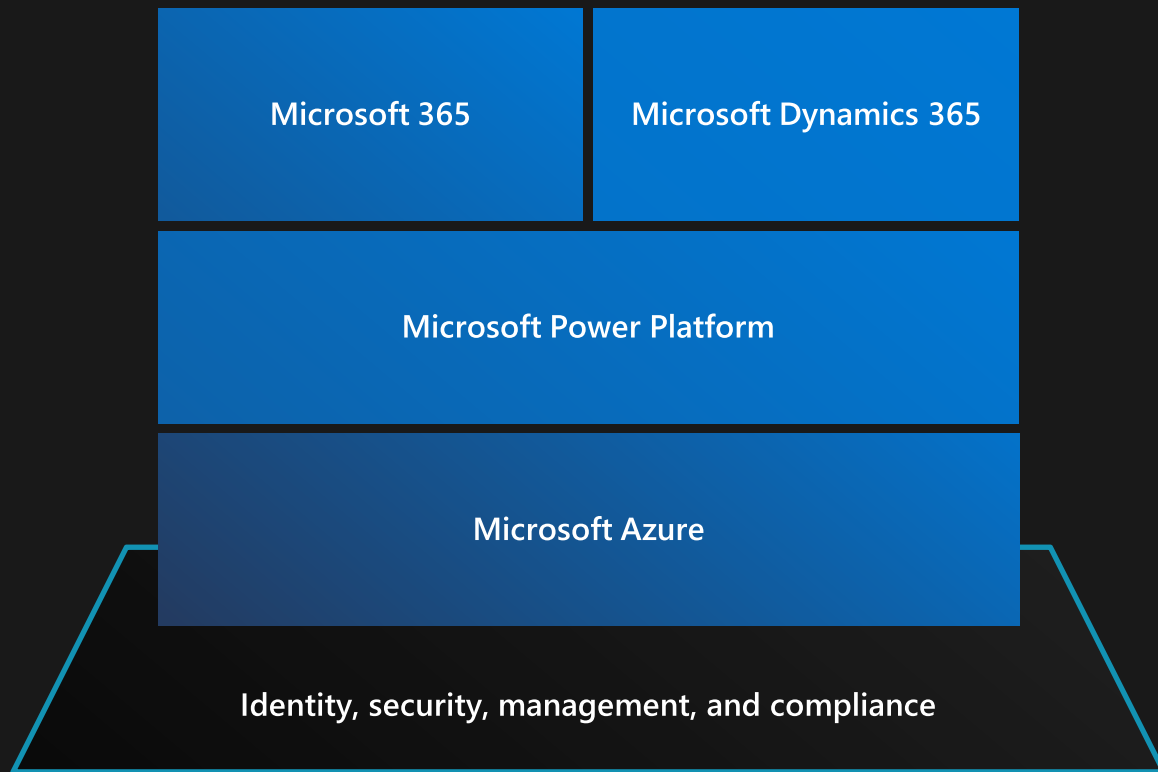 Microsoft 365
Microsoft Dynamics 365
Microsoft Power Platform
Microsoft Azure
Identity, security, management, and compliance